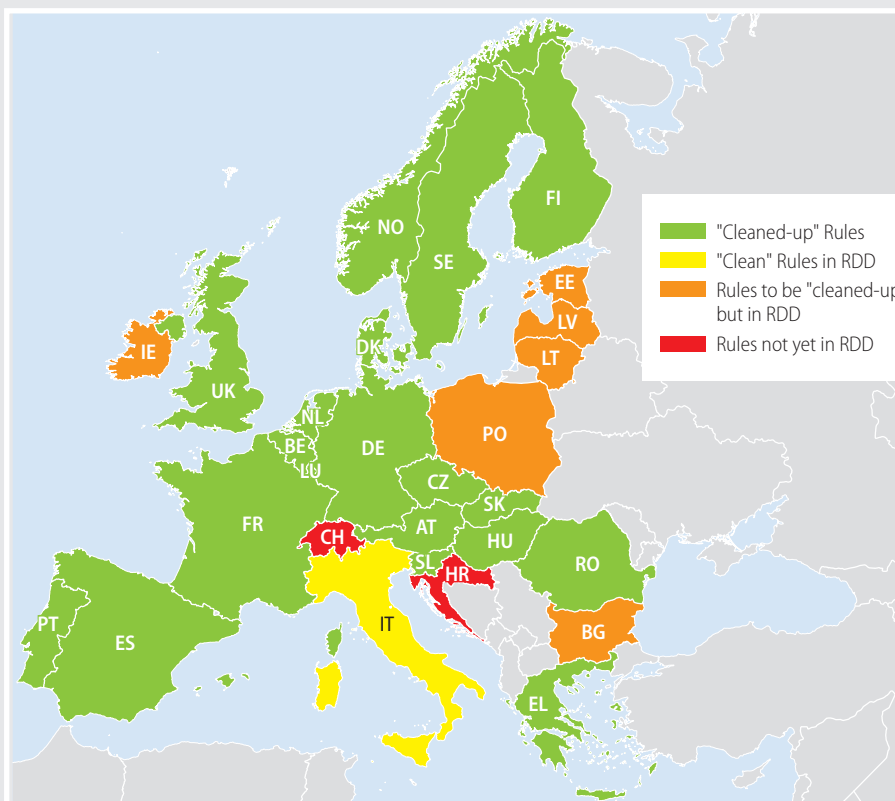 FI
NO
SE
"Cleaned-up" Rules
"Clean" Rules in RDD
Rules to be "cleaned-up
but in RDD
Rules not yet in RDD
EE
LV
LT
DK
IE
UK
NL
BE
LU
DE
PO
CZ
SK
FR
AT
CH
HU
SL
HR
RO
IT
BG
PT
ES
EL